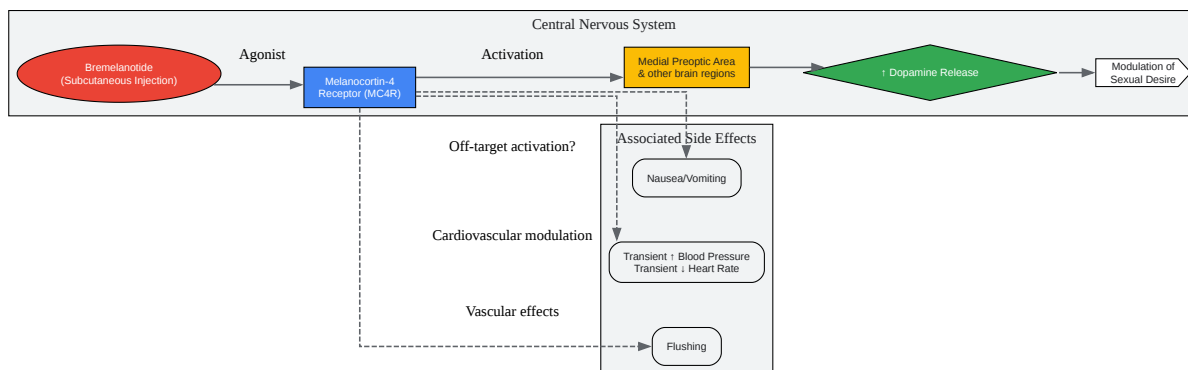 Central Nervous System
Bremelanotide
(Subcutaneous Injection)
Agonist
Melanocortin-4
Receptor (MC4R)
Activation
Medial Preoptic Area
& other brain regions
↑ Dopamine Release
Modulation of
Sexual Desire
Associated Side Effects
Off-target activation?
Nausea/Vomiting
Cardiovascular modulation
Transient ↑ Blood Pressure
Transient ↓ Heart Rate
Vascular effects
Flushing